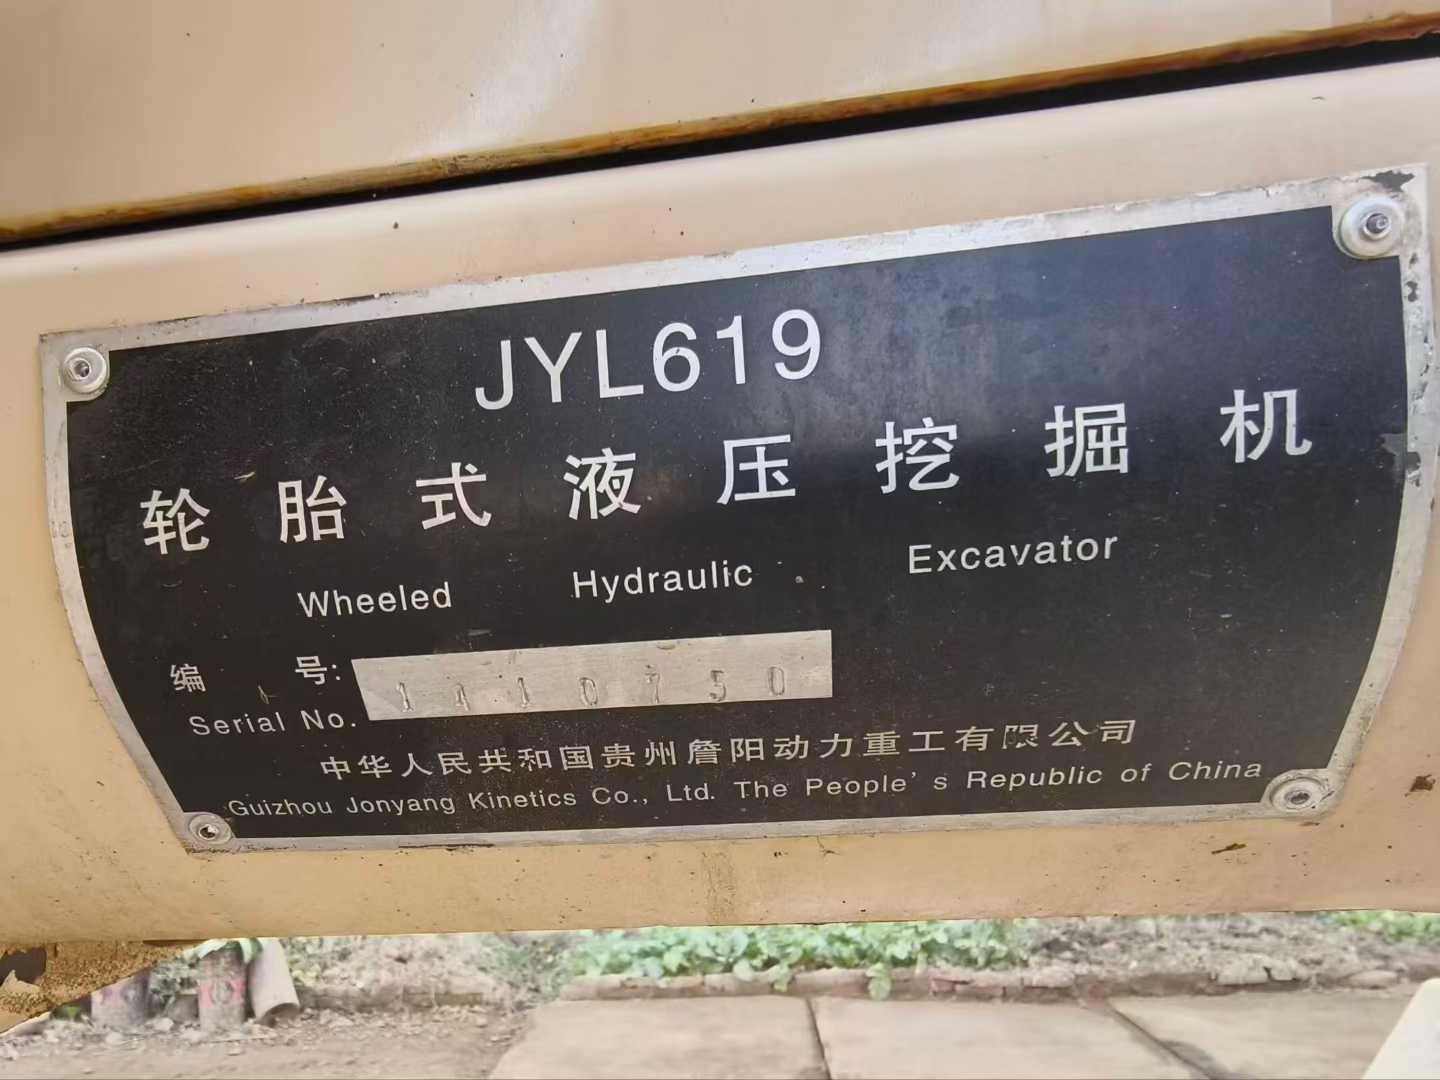 JYL619
轮胎式液压挖掘机
Wheeled Hydraulic Excavator
编 号: 1410750
Serial No.
中华人民共和国贵州詹阳动力重工有限公司
Guizhou Jonyang Kinetics Co., Ltd. The People's Republic of China